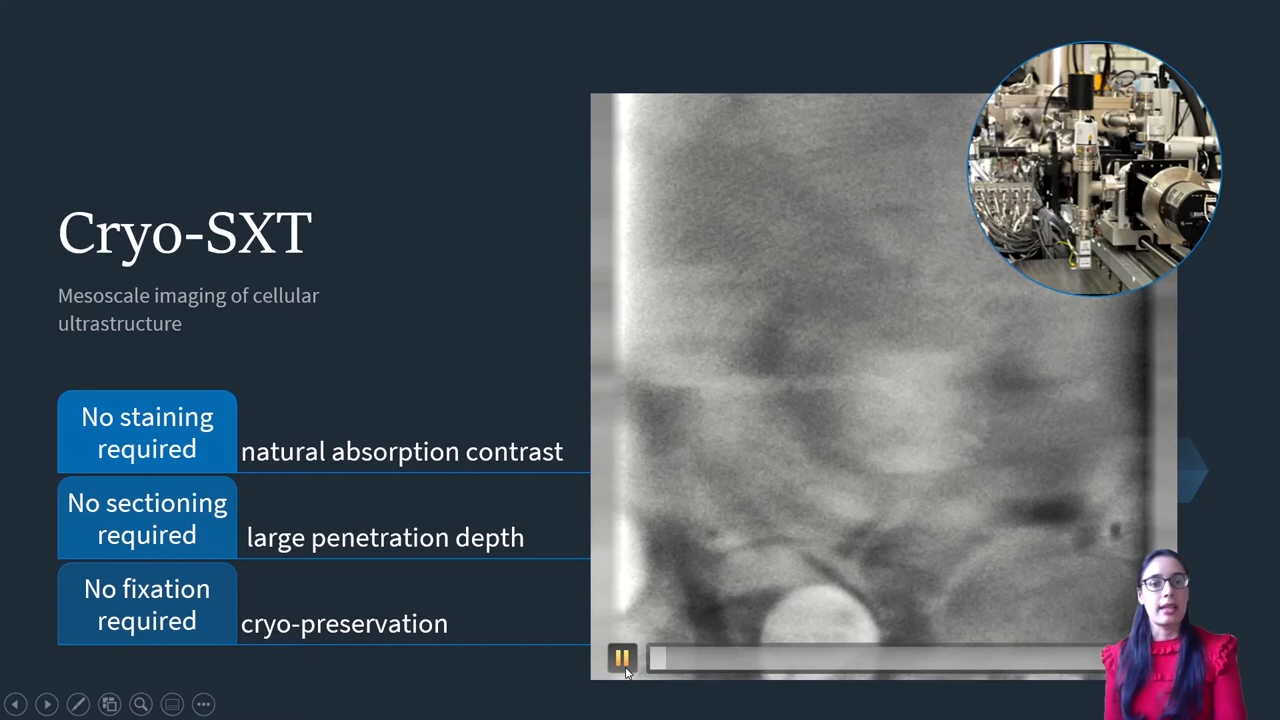 Cryo-SXT
Mesoscale imaging of cellular
ultrastructure
No staining
required
natural absorption contrast
No sectioning
required
large penetration depth
No fixation
required
cryo-preservation